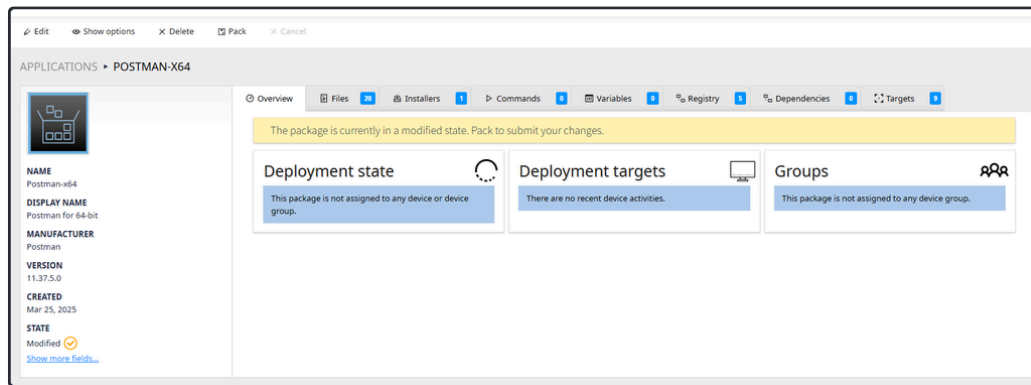 Edit Show options Delete Pack Cancel
APPLICATIONS ▸ POSTMAN-X64
Overview Files 20 Installers 1 Commands 0 Variables 0 Registry 5 Dependencies 0 Targets 9
The package is currently in a modified state. Pack to submit your changes.
NAME
Postman-x64
DISPLAY NAME
Postman for 64-bit
MANUFACTURER
Postman
VERSION
11.37.5.0
CREATED
Mar 25, 2025
STATE
Modified
Show more fields...
Deployment state
This package is not assigned to any device or device
group.
Deployment targets
There are no recent device activities.
Groups
This package is not assigned to any device group.